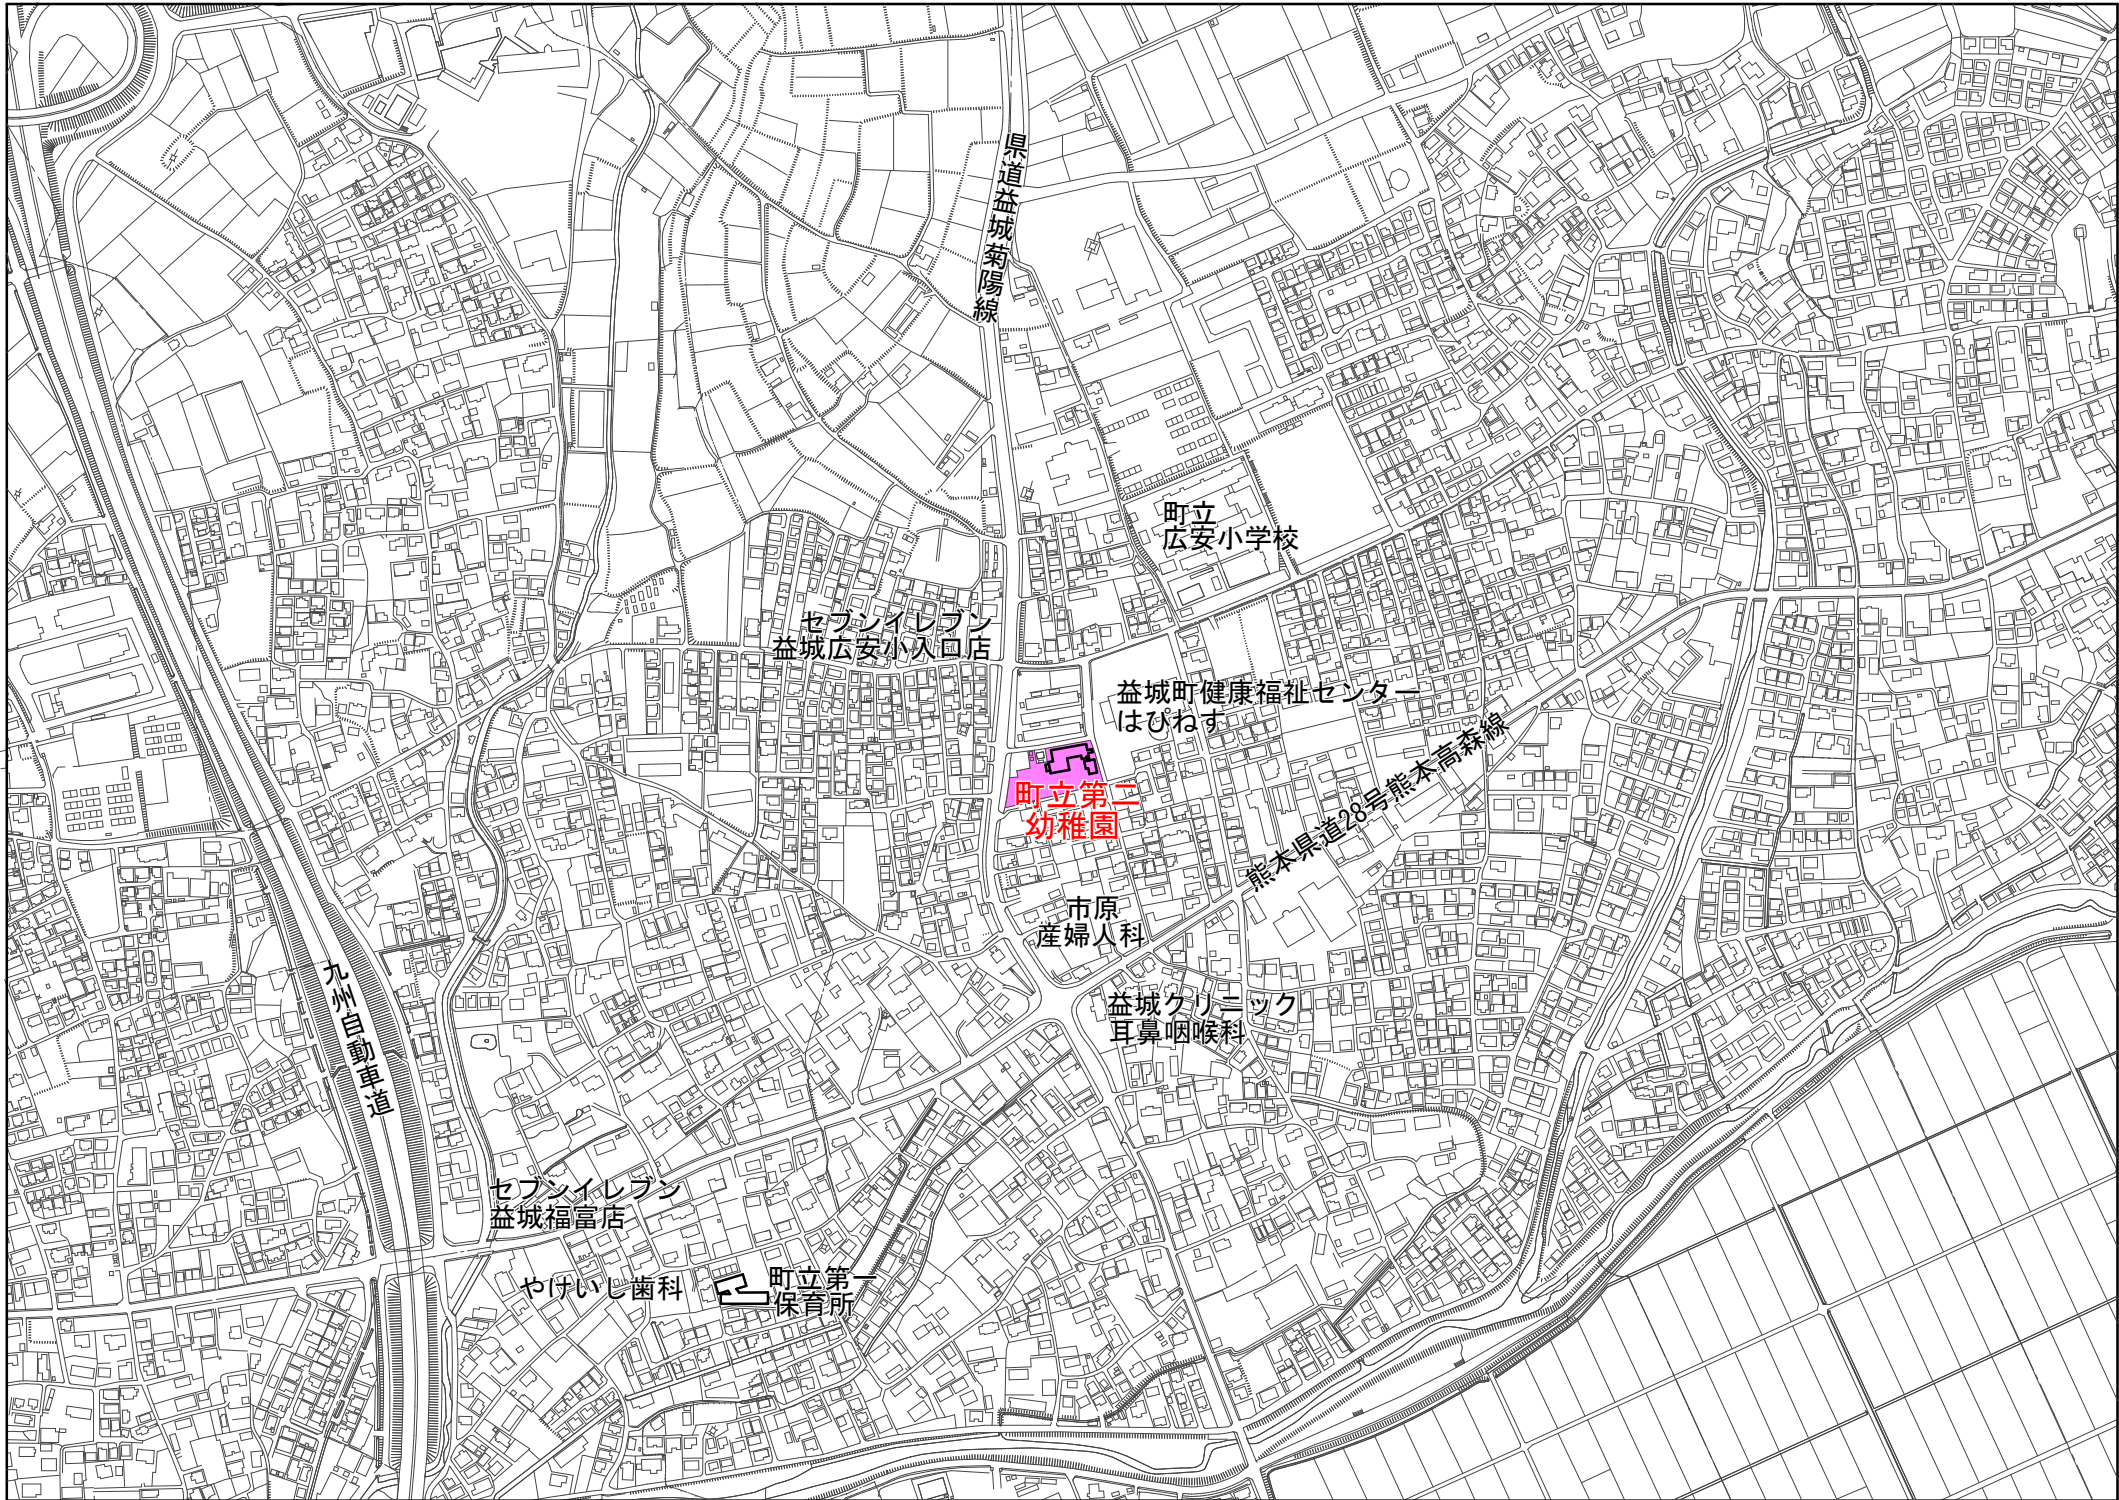 県道益城菊陽線
町立
広安小学校
セブンイレブン
益城広安小入口店
益城町健康福祉センター
はぴねす
町立第二
幼稚園
熊本県道28号熊本高森線
市原
産婦人科
益城クリニック
耳鼻咽喉科
九州自動車道
セブンイレブン
益城福富店
やけいし歯科
町立第一
保育所